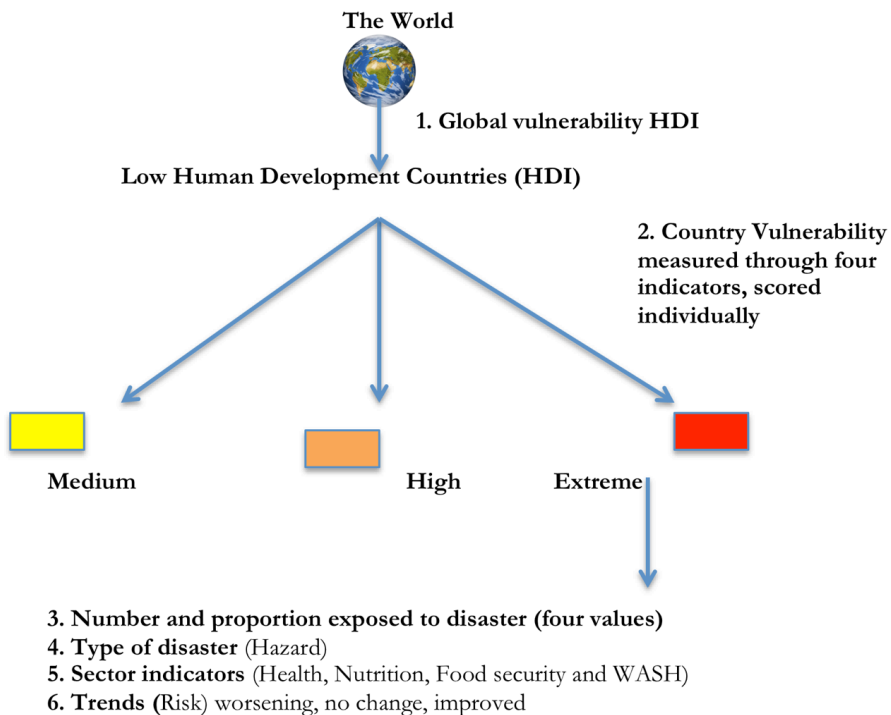 The World
1. Global vulnerability HDI
Low Human Development Countries (HDI)
2. Country Vulnerability
measured through four
indicators, scored
individually
Medium
High
Extreme
3. Number and proportion exposed to disaster (four values)
4. Type of disaster (Hazard)
5. Sector indicators (Health, Nutrition, Food security and WASH)
6. Trends (Risk) worsening, no change, improved